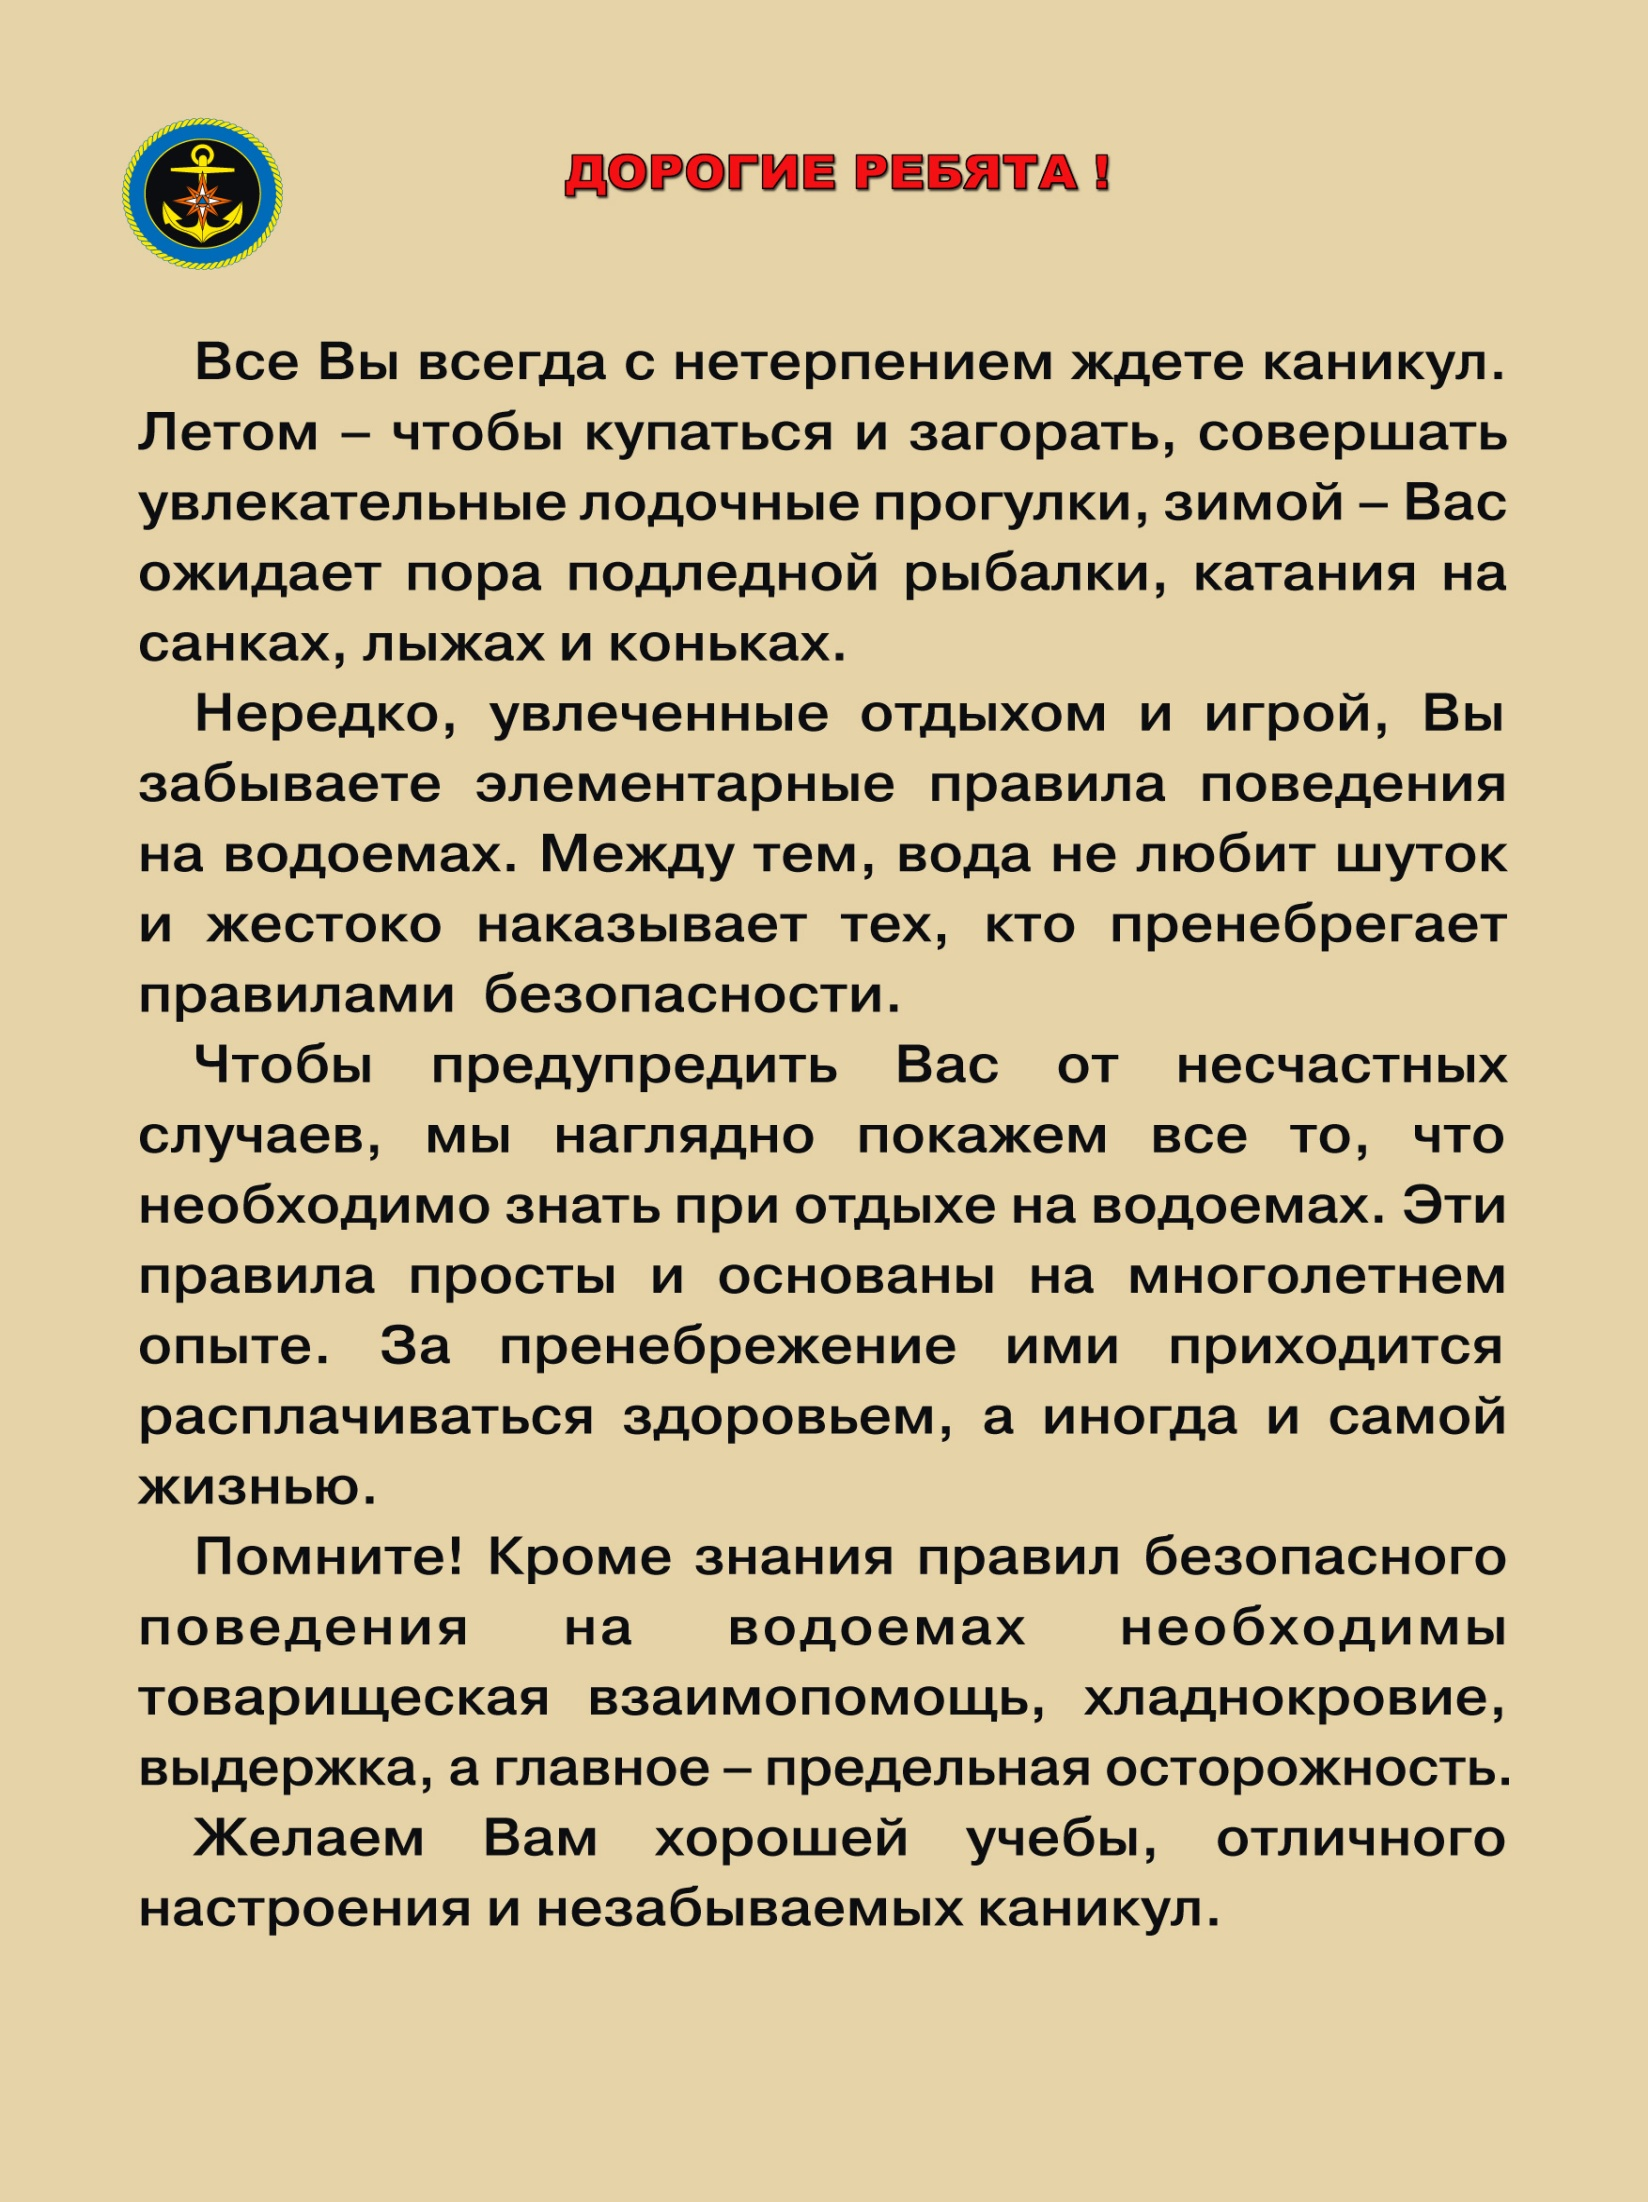 ДОРОГИЕ РЕБЯТА !
Все Вы всегда с нетерпением ждете каникул.
Летом – чтобы купаться и загорать, совершать
увлекательные лодочные прогулки, зимой – Вас
ожидает пора подледной рыбалки, катания на
санках, лыжах и коньках.
Нередко, увлеченные отдыхом и игрой, Вы
забываете элементарные правила поведения
на водоемах. Между тем, вода не любит шуток
и жестоко наказывает тех, кто пренебрегает
правилами безопасности.
Чтобы предупредить Вас от несчастных
случаев, мы наглядно покажем все то, что
необходимо знать при отдыхе на водоемах. Эти
правила просты и основаны на многолетнем
опыте. За пренебрежение ими приходится
расплачиваться здоровьем, а иногда и самой
жизнью.
Помните! Кроме знания правил безопасного
поведения на водоемах необходимы
товарищеская взаимопомощь, хладнокровие,
выдержка, а главное – предельная осторожность.
Желаем Вам хорошей учебы, отличного
настроения и незабываемых каникул.